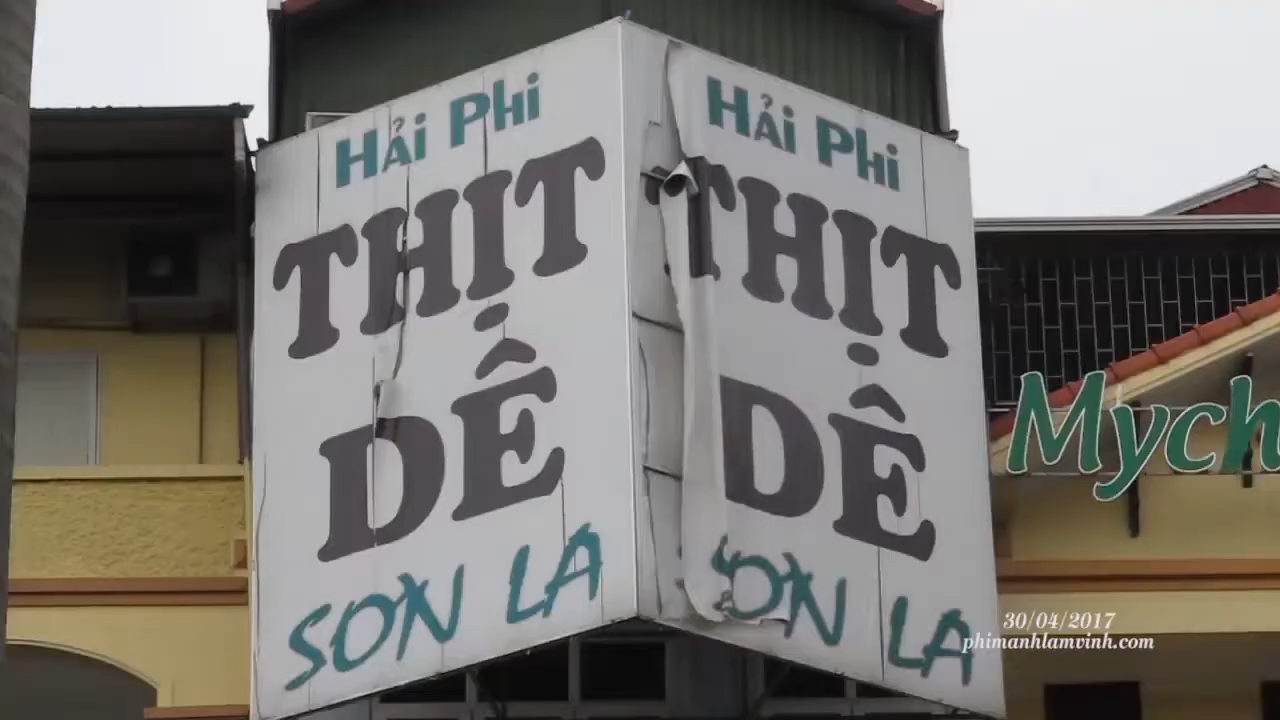 Hải Phi
THỊT
DÊ
SƠN LA
Hải Phi
THỊT
DÊ
SƠN LA
Mych
30/04/2017
phimanhlamvinh.com